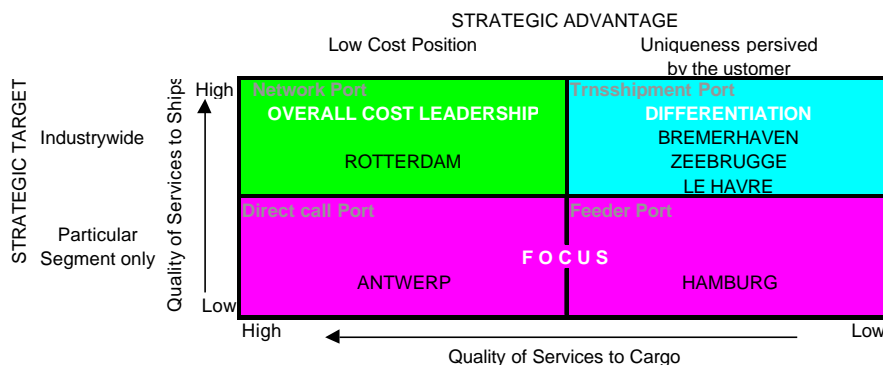 STRATEGIC ADVANTAGE
Low Cost Position
Uniqueness persived
by the ustomer
STRATEGIC TARGET
Quality of Services to Ships
High
Network Port
Trnsshipment Port
OVERALL COST LEADERSHIP
DIFFERENTIATION
Industrywide
BREMERHAVEN
ROTTERDAM
ZEEBRUGGE
LE HAVRE
Direct call Port
Feeder Port
Particular
Segment only
F O C U S
ANTWERP
HAMBURG
Low
High
Low
Quality of Services to Cargo